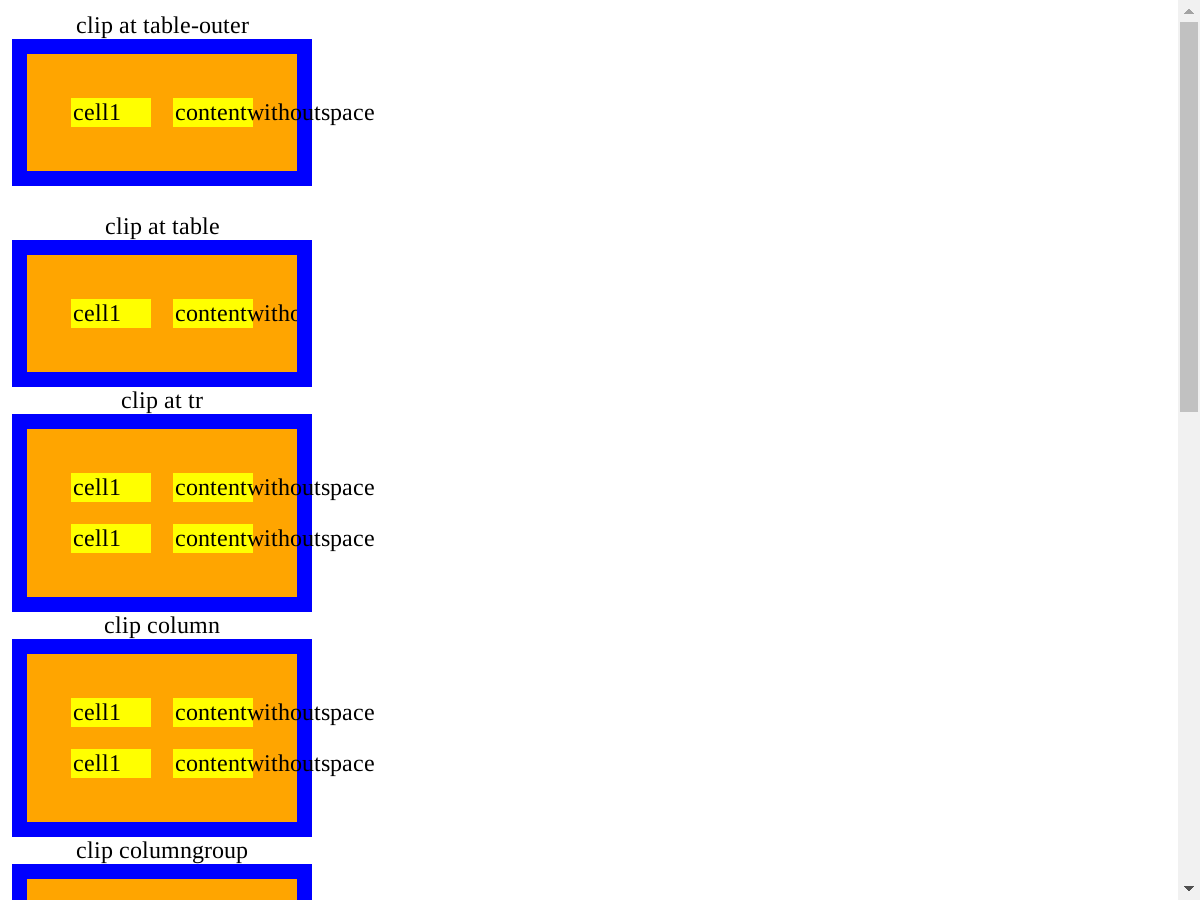 clip at table-outer
cell1 contentwithoutspace
clip at table
cell1 contentwitho
clip at tr
cell1 contentwithoutspace
cell1 contentwithoutspace
clip column
cell1 contentwithoutspace
cell1 contentwithoutspace
clip columngroup